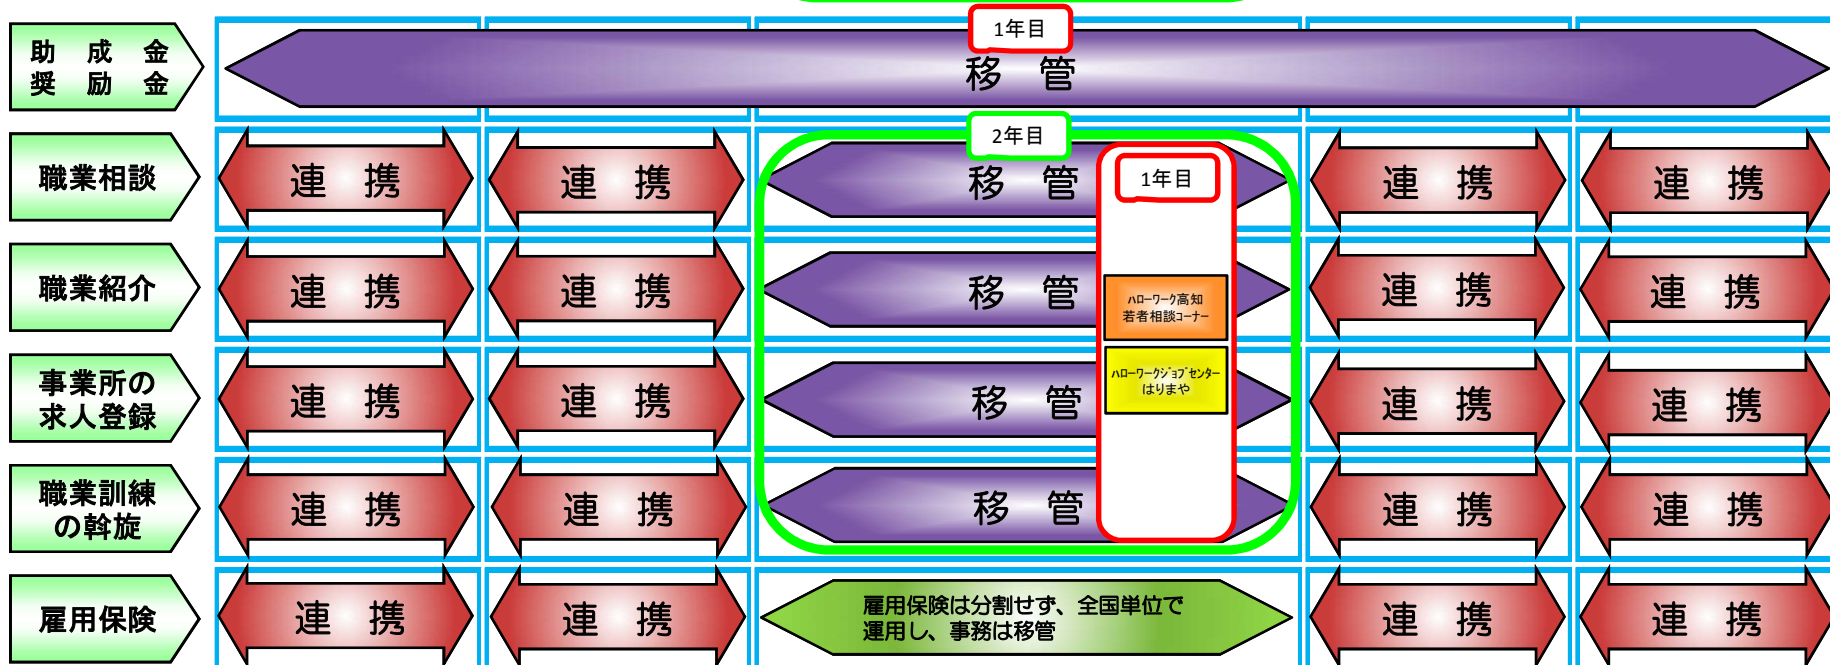 助成金
奨励金
1年目
移管
職業相談
連携
連携
2年目
移管
1年目
連携
連携
職業紹介
連携
連携
移管
ハローワーク高知
若者相談コーナー
連携
連携
事業所の
求人登録
連携
連携
移管
ハローワークジョブセンター
はりまや
連携
連携
職業訓練
の斡旋
連携
連携
移管
連携
連携
雇用保険
連携
連携
雇用保険は分割せず、全国単位で
運用し、事務は移管
連携
連携